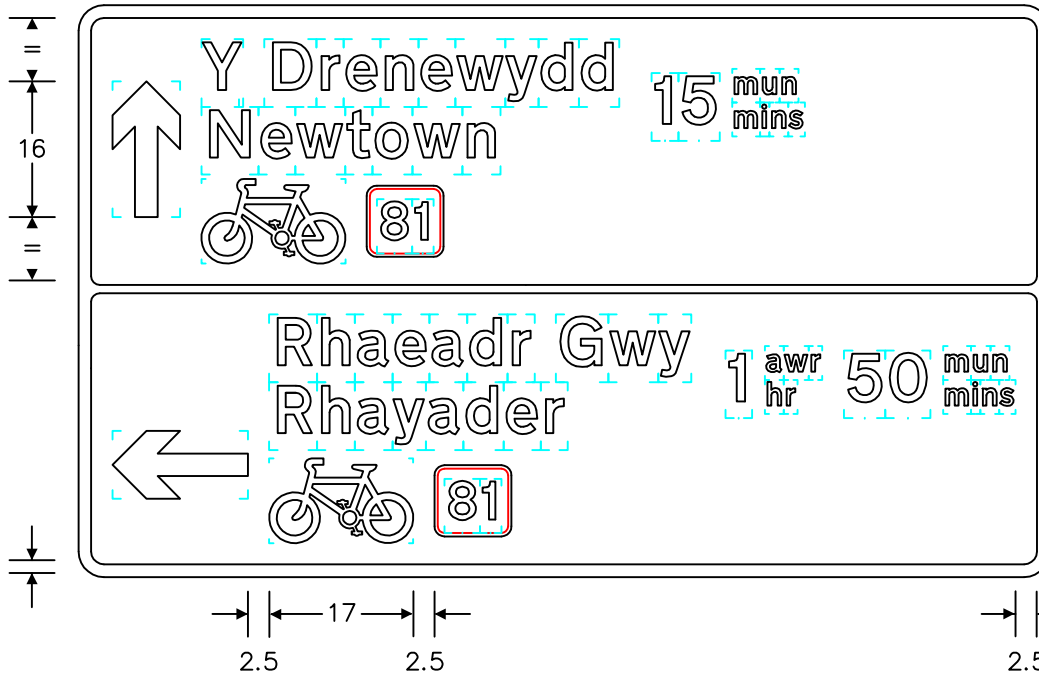 =
Y Drenewydd
Newtown
15 mun
mins
16
81
=
Rhaeadr Gwy
Rhayader
1 awr
hr
50 mun
mins
81
17
2.5
2.5
2.5